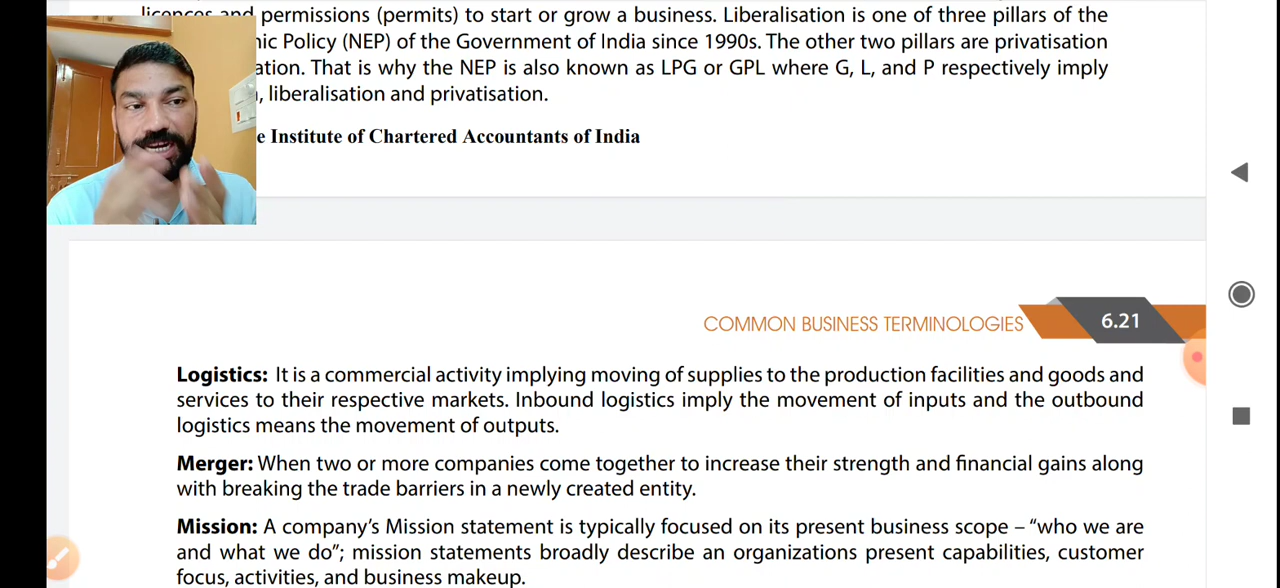 licences and permissions (permits) to start or grow a business. Liberalisation is one of three pillars of the
Policy (NEP) of the Government of India since 1990s. The other two pillars are privatisation
That is why the NEP is also known as LPG or GPL where G, L, and P respectively imply
liberalisation and privatisation.
Institute of Chartered Accountants of India
COMMON BUSINESS TERMINOLOGIES 6.21
Logistics: It is a commercial activity implying moving of supplies to the production facilities and goods and
services to their respective markets. Inbound logistics imply the movement of inputs and the outbound
logistics means the movement of outputs.
Merger: When two or more companies come together to increase their strength and financial gains along
with breaking the trade barriers in a newly created entity.
Mission: A company's Mission statement is typically focused on its present business scope – “who we are
and what we do”; mission statements broadly describe an organizations present capabilities, customer
focus, activities, and business makeup.